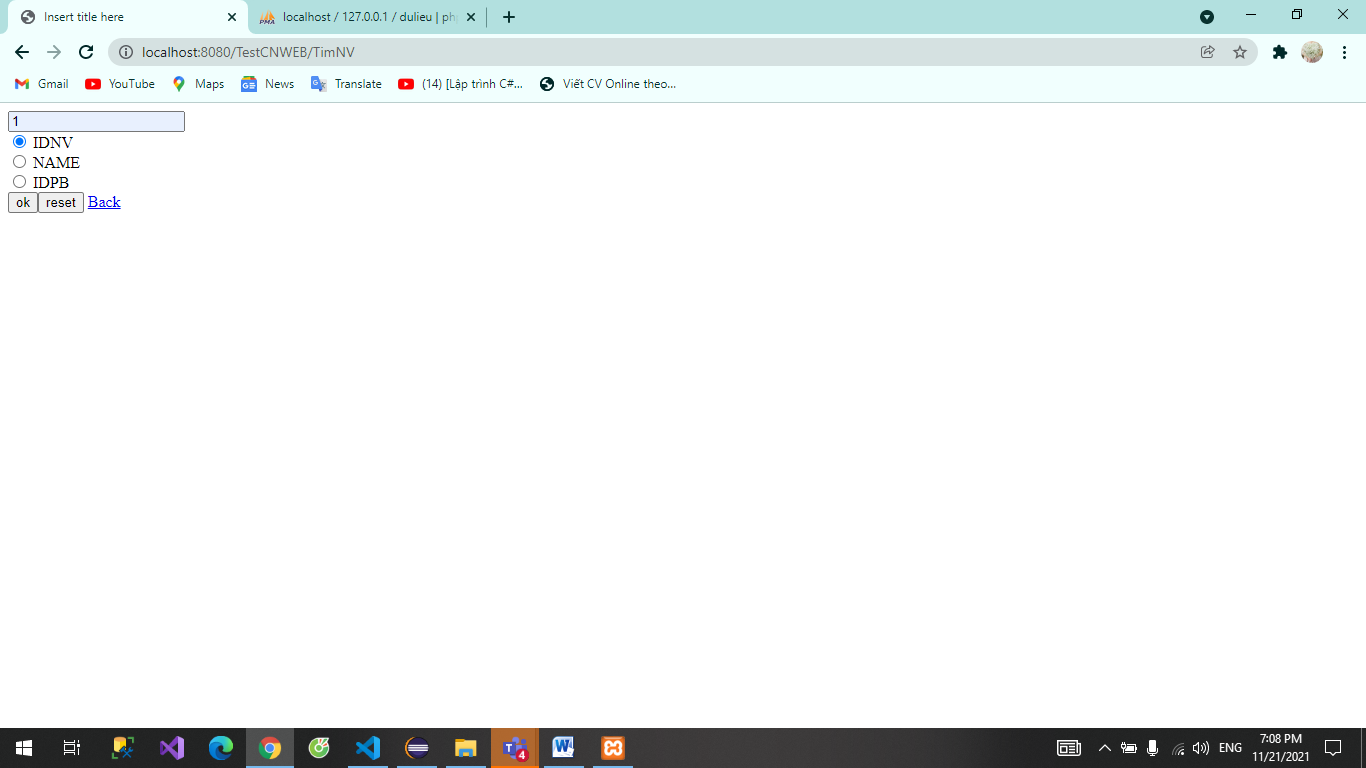 Insert title here
localhost / 127.0.0.1 / dulieu | ph
localhost:8080/TestCNWEB/TimNV
Gmail YouTube Maps News Translate (14) [Lập trình C#... Viết CV Online theo...
1
IDNV
NAME
IDPB
ok reset Back
4 ENG 7:08 PM
11/21/2021